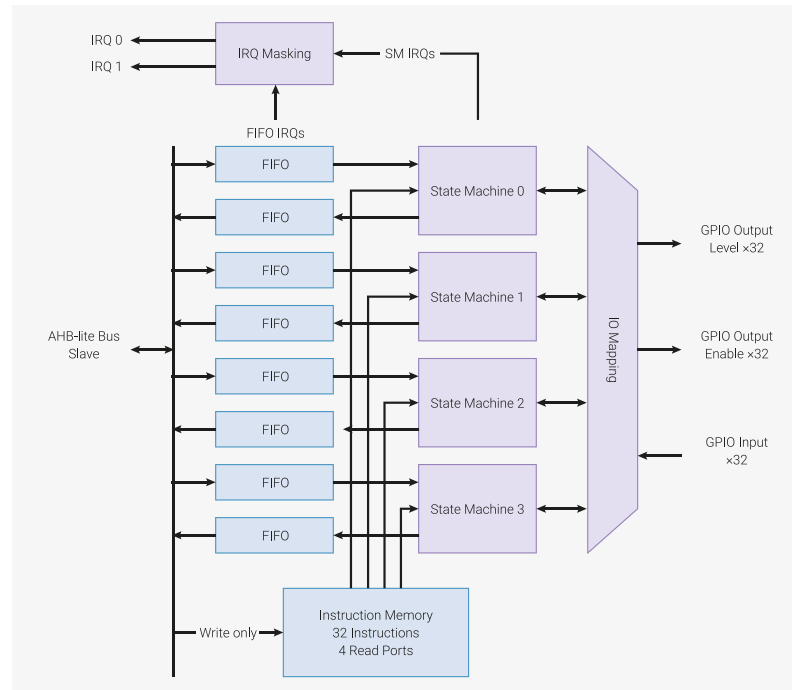 IRQ 0
IRQ 1
IRQ Masking
SM IRQs
FIFO IRQs
FIFO
FIFO
FIFO
FIFO
FIFO
FIFO
FIFO
FIFO
State Machine 0
State Machine 1
State Machine 2
State Machine 3
AHB-lite Bus
Slave
IO Mapping
GPIO Output
Level ×32
GPIO Output
Enable ×32
GPIO Input
×32
Write only
Instruction Memory
32 Instructions
4 Read Ports